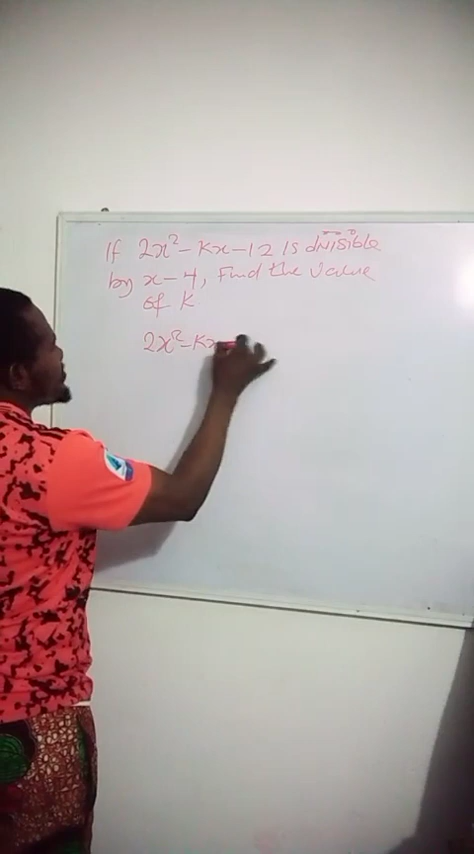 If 2x² - Kx - 12 is divisible
by x - 4, Find the value
of K
2x² - Kx -